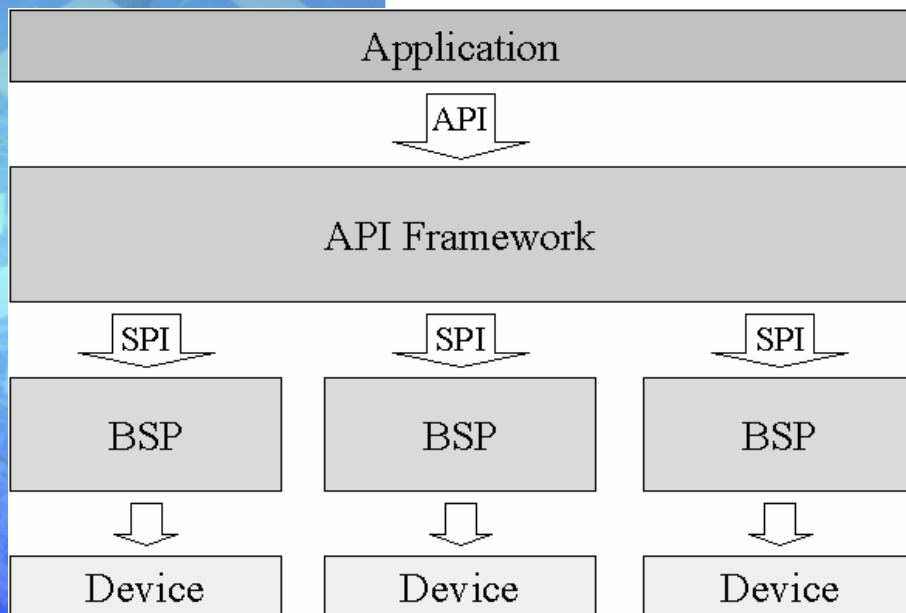 Application
API
API Framework
SPI SPI SPI
BSP BSP BSP
Device Device Device